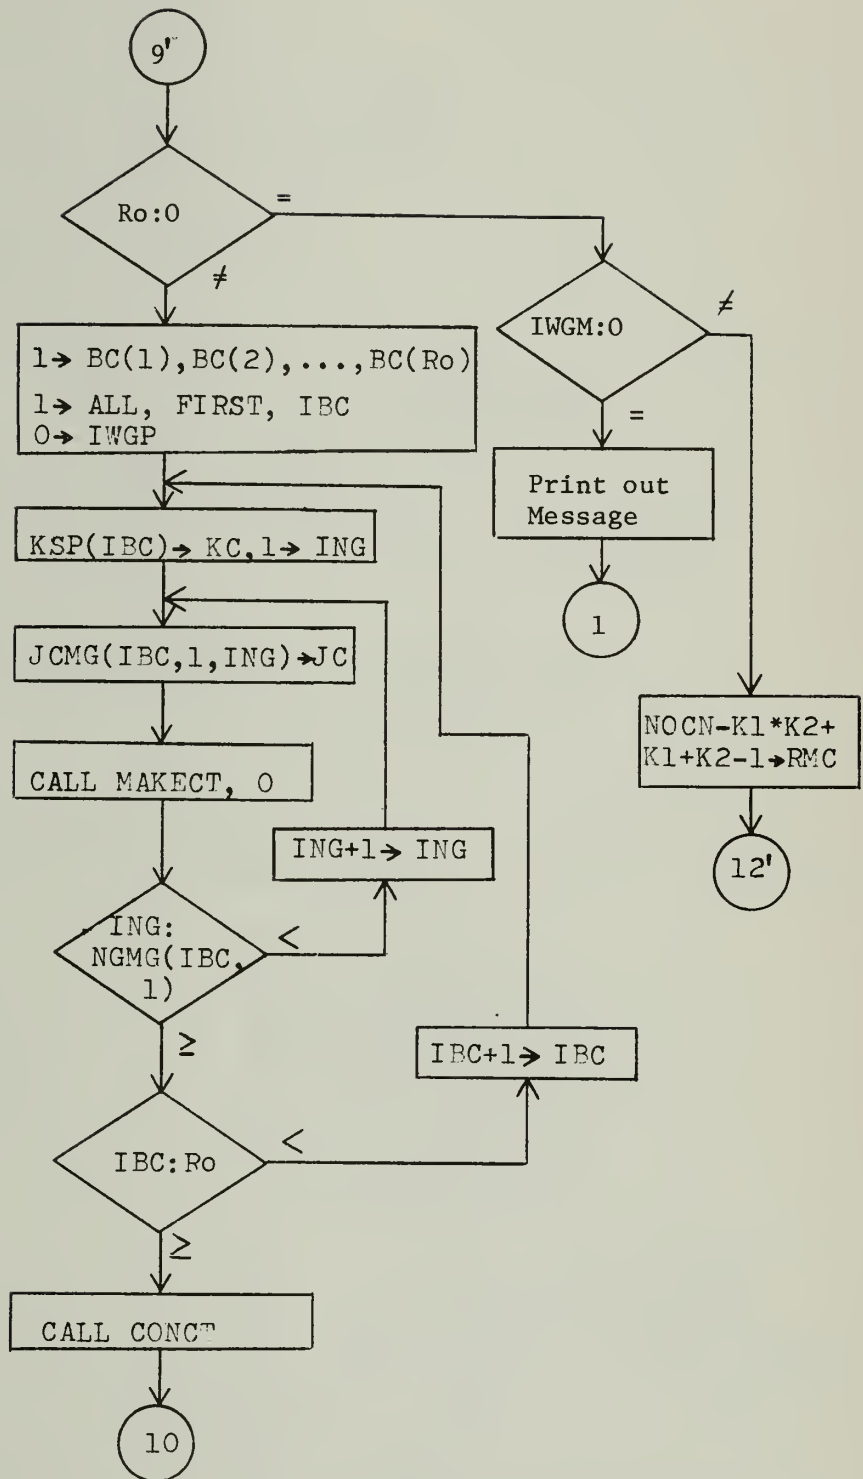 9'
Ro:0
=
≠
IWGM:0
≠
=
1→ BC(1),BC(2),...,BC(Ro)
1→ ALL, FIRST, IBC
0→ IWGP
Print out
Message
1
KSP(IBC)→ KC,1→ ING
JCMG(IBC,1,ING)→JC
NOCN-K1*K2+
K1+K2-1→RMC
12'
CALL MAKECT, 0
ING+1→ ING
ING:
NGMG(IBC,
1)
<
≥
IBC+1→ IBC
IBC:Ro
<
≥
CALL CONCT
10